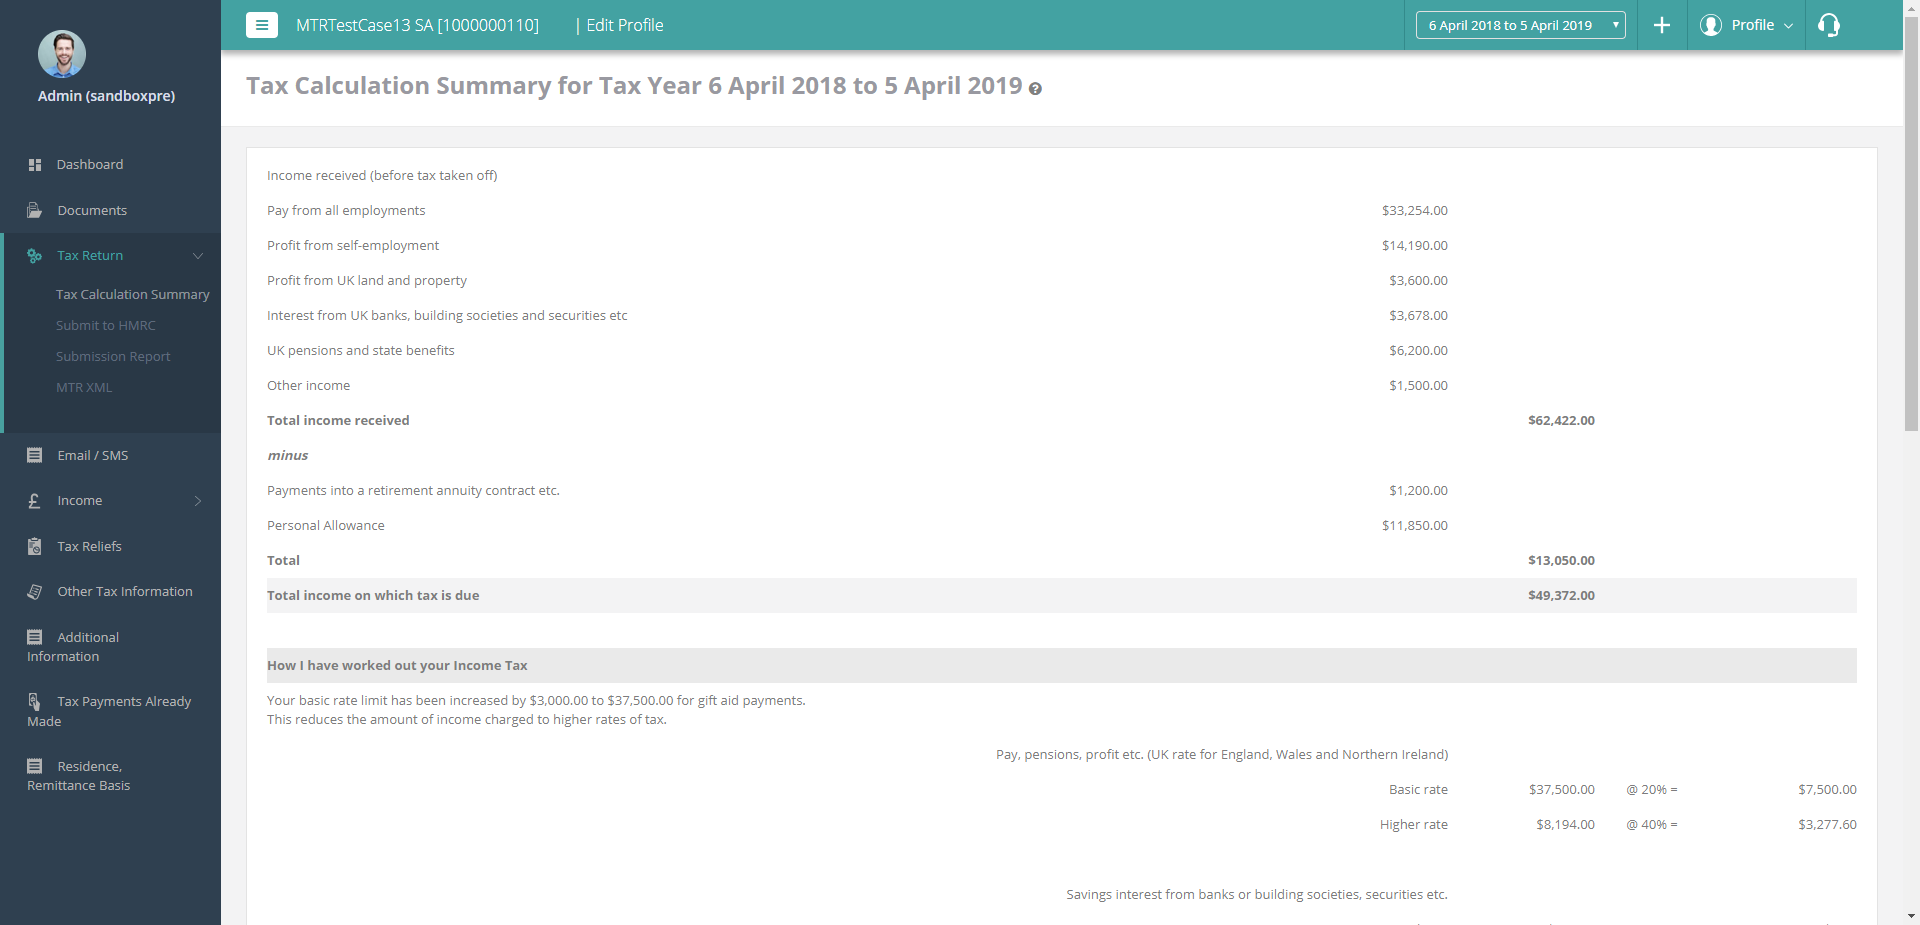 Admin (sandboxpre)
Dashboard
Documents
Tax Return
Tax Calculation Summary
Submit to HMRC
Submission Report
MTR XML
Email / SMS
Income
Tax Reliefs
Other Tax Information
Additional
Information
Tax Payments Already
Made
Residence,
Remittance Basis
MTRTestCase13 SA [1000000110] | Edit Profile
6 April 2018 to 5 April 2019
Profile
Tax Calculation Summary for Tax Year 6 April 2018 to 5 April 2019
Income received (before tax taken off)
Pay from all employments $33,254.00
Profit from self-employment $14,190.00
Profit from UK land and property $3,600.00
Interest from UK banks, building societies and securities etc $3,678.00
UK pensions and state benefits $6,200.00
Other income $1,500.00
Total income received $62,422.00
minus
Payments into a retirement annuity contract etc. $1,200.00
Personal Allowance $11,850.00
Total $13,050.00
Total income on which tax is due $49,372.00
How I have worked out your Income Tax
Your basic rate limit has been increased by $3,000.00 to $37,500.00 for gift aid payments.
This reduces the amount of income charged to higher rates of tax.
Pay, pensions, profit etc. (UK rate for England, Wales and Northern Ireland)
Basic rate $37,500.00 @ 20% = $7,500.00
Higher rate $8,194.00 @ 40% = $3,277.60
Savings interest from banks or building societies, securities etc.